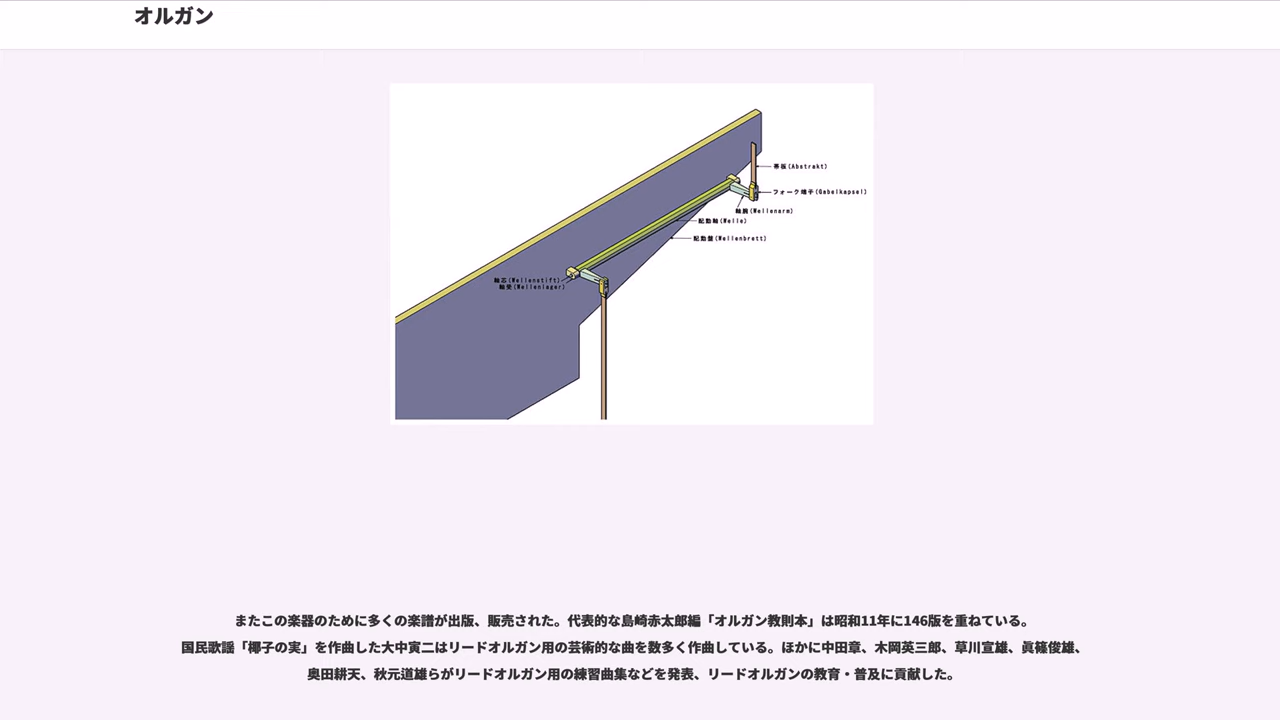 オルガン
帯板(Abstrakt)
フォーク端子(Gabelkapsel)
軸腕(Wellenarm)
配動軸(Welle)
配動盤(Wellenbrett)
軸芯(Wellenstift)
軸受(Wellenlager)
またこの楽器のために多くの楽譜が出版、販売された。代表的な島崎赤太郎編「オルガン教則本」は昭和11年に146版を重ねている。
国民歌謡「椰子の実」を作曲した大中寅二はリードオルガン用の芸術的な曲を数多く作曲している。ほかに中田章、木岡英三郎、草川宣雄、眞篠俊雄、
奥田耕天、秋元道雄らがリードオルガン用の練習曲集などを発表、リードオルガンの教育・普及に貢献した。